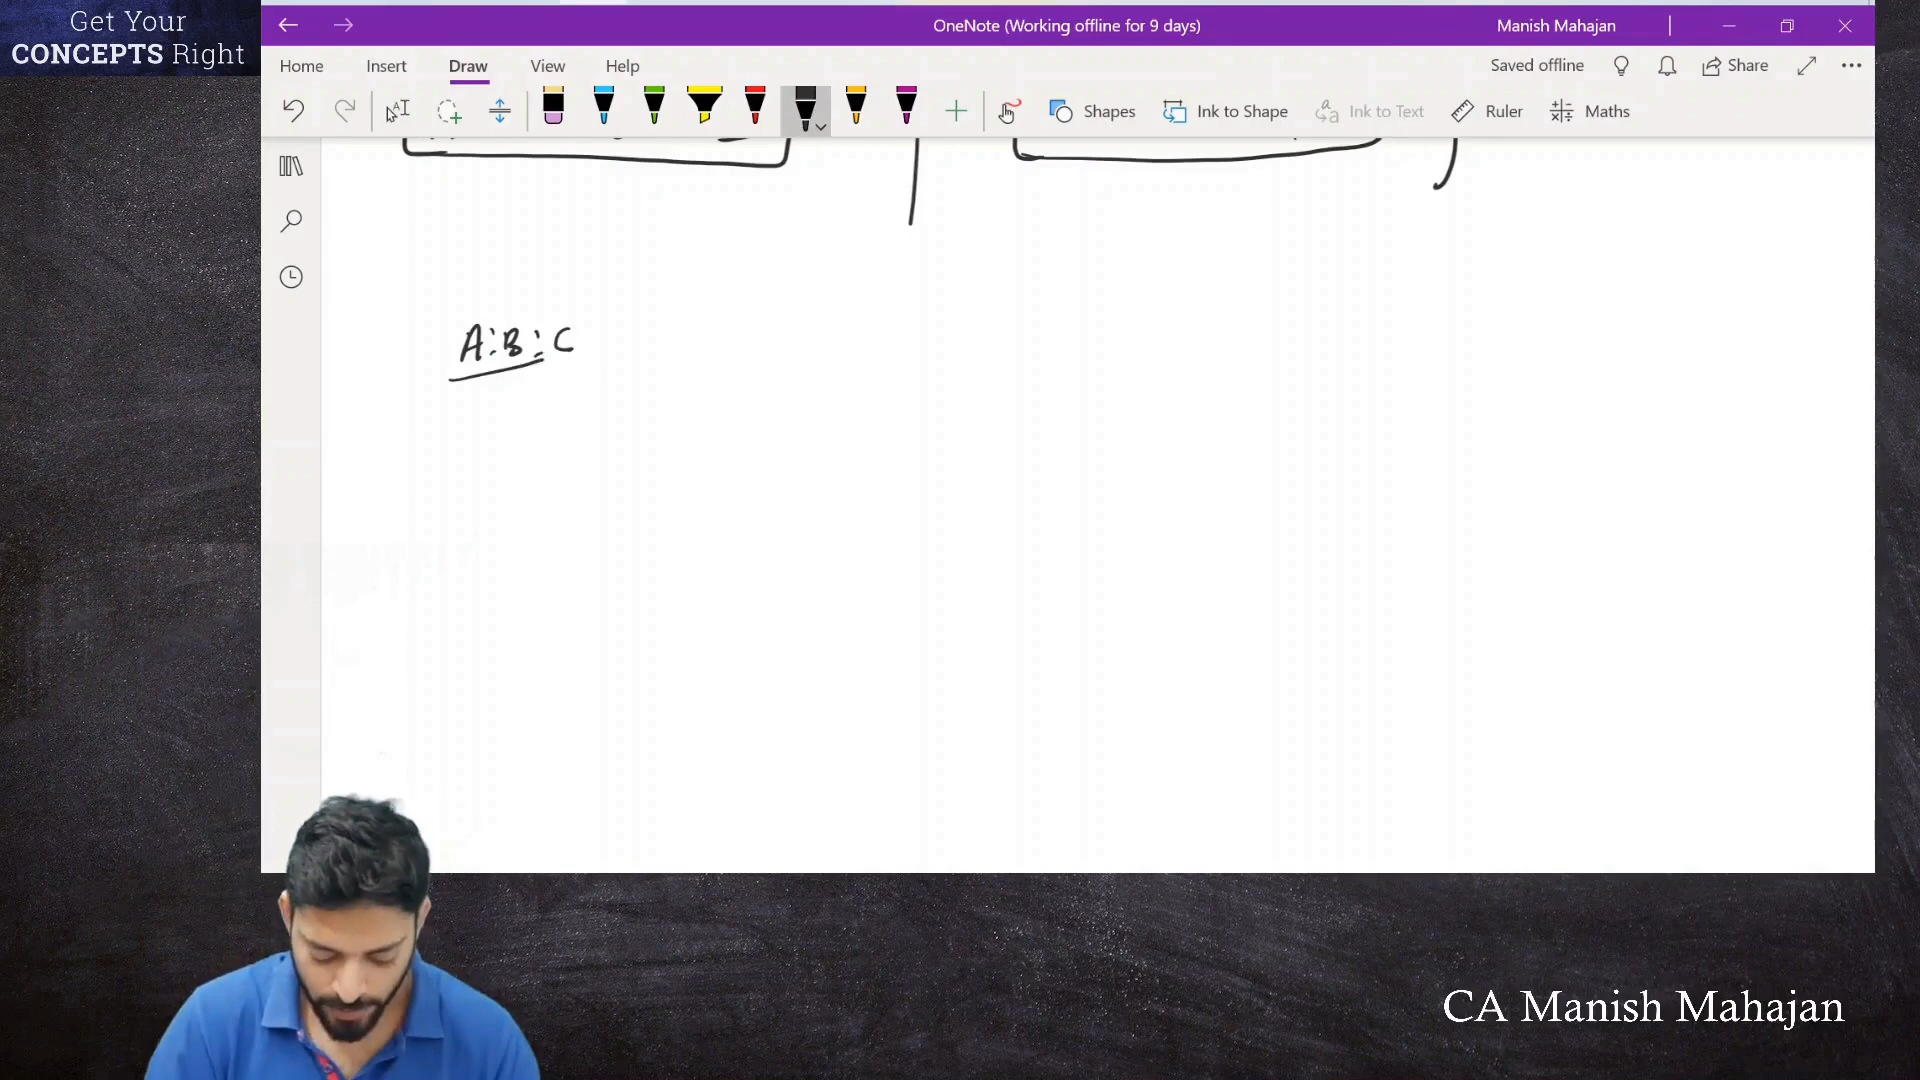 Get Your
CONCEPTS Right
OneNote (Working offline for 9 days)
Manish Mahajan
Home Insert Draw View Help
Saved offline
Share
Shapes
Ink to Shape
Ink to Text
Ruler
Maths
A:B:C
CA Manish Mahajan